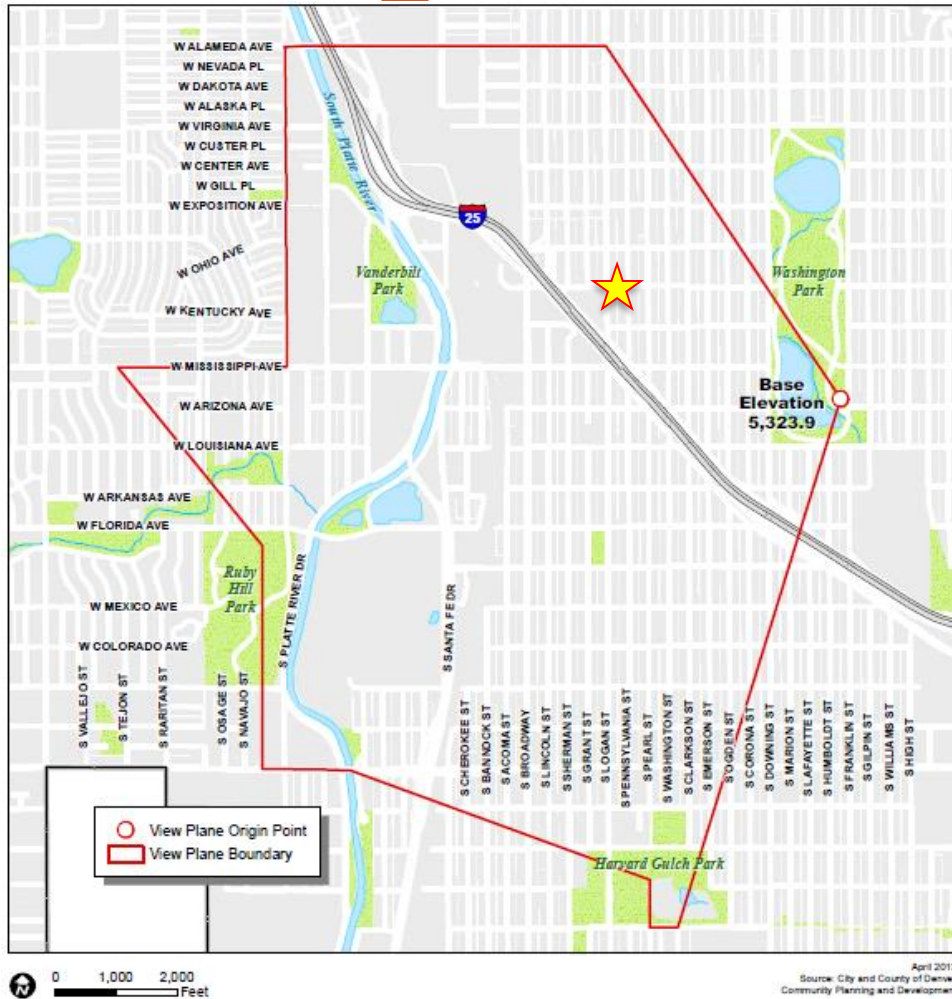 W ALAMEDA AVE
W NEVADA PL
W DAKOTA AVE
W ALASKA PL
W VIRGINIA AVE
W CUSTER PL
W CENTER AVE
W GILL PL
W EXPOSITION AVE
W OHIO AVE
W KENTUCKY AVE
W MISSISSIPPI AVE
W ARIZONA AVE
W LOUISIANA AVE
W ARKANSAS AVE
W FLORIDA AVE
W MEXICO AVE
W COLORADO AVE
South Platte River
25
Vanderbilt
Park
Washington
Park
Base
Elevation
5,323.9
Ruby
Hill
Park
S PLATTE RIVER DR
S SANTA FE DR
S VALLEJO ST
S TEJON ST
S RARITAN ST
S OSAGE ST
S NAVAJO ST
S CHEROKEE ST
S BANNOCK ST
S ACOMA ST
S BROADWAY
S LINCOLN ST
S SHERMAN ST
S GRANT ST
S LOGAN ST
S PENNSYLVANIA ST
S PEARL ST
S WASHINGTON ST
S CLARKSON ST
S EMERSON ST
S OGDEN ST
S CORONA ST
S DOWNING ST
S MARION ST
S LAFAYETTE ST
S HUMBOLDT ST
S FRANKLIN ST
S GILPIN ST
S WILLIAMS ST
S HIGH ST
View Plane Origin Point
View Plane Boundary
Harvard Gulch Park
N
0 1,000 2,000
Feet
April
Source: City and County of
Community Planning and